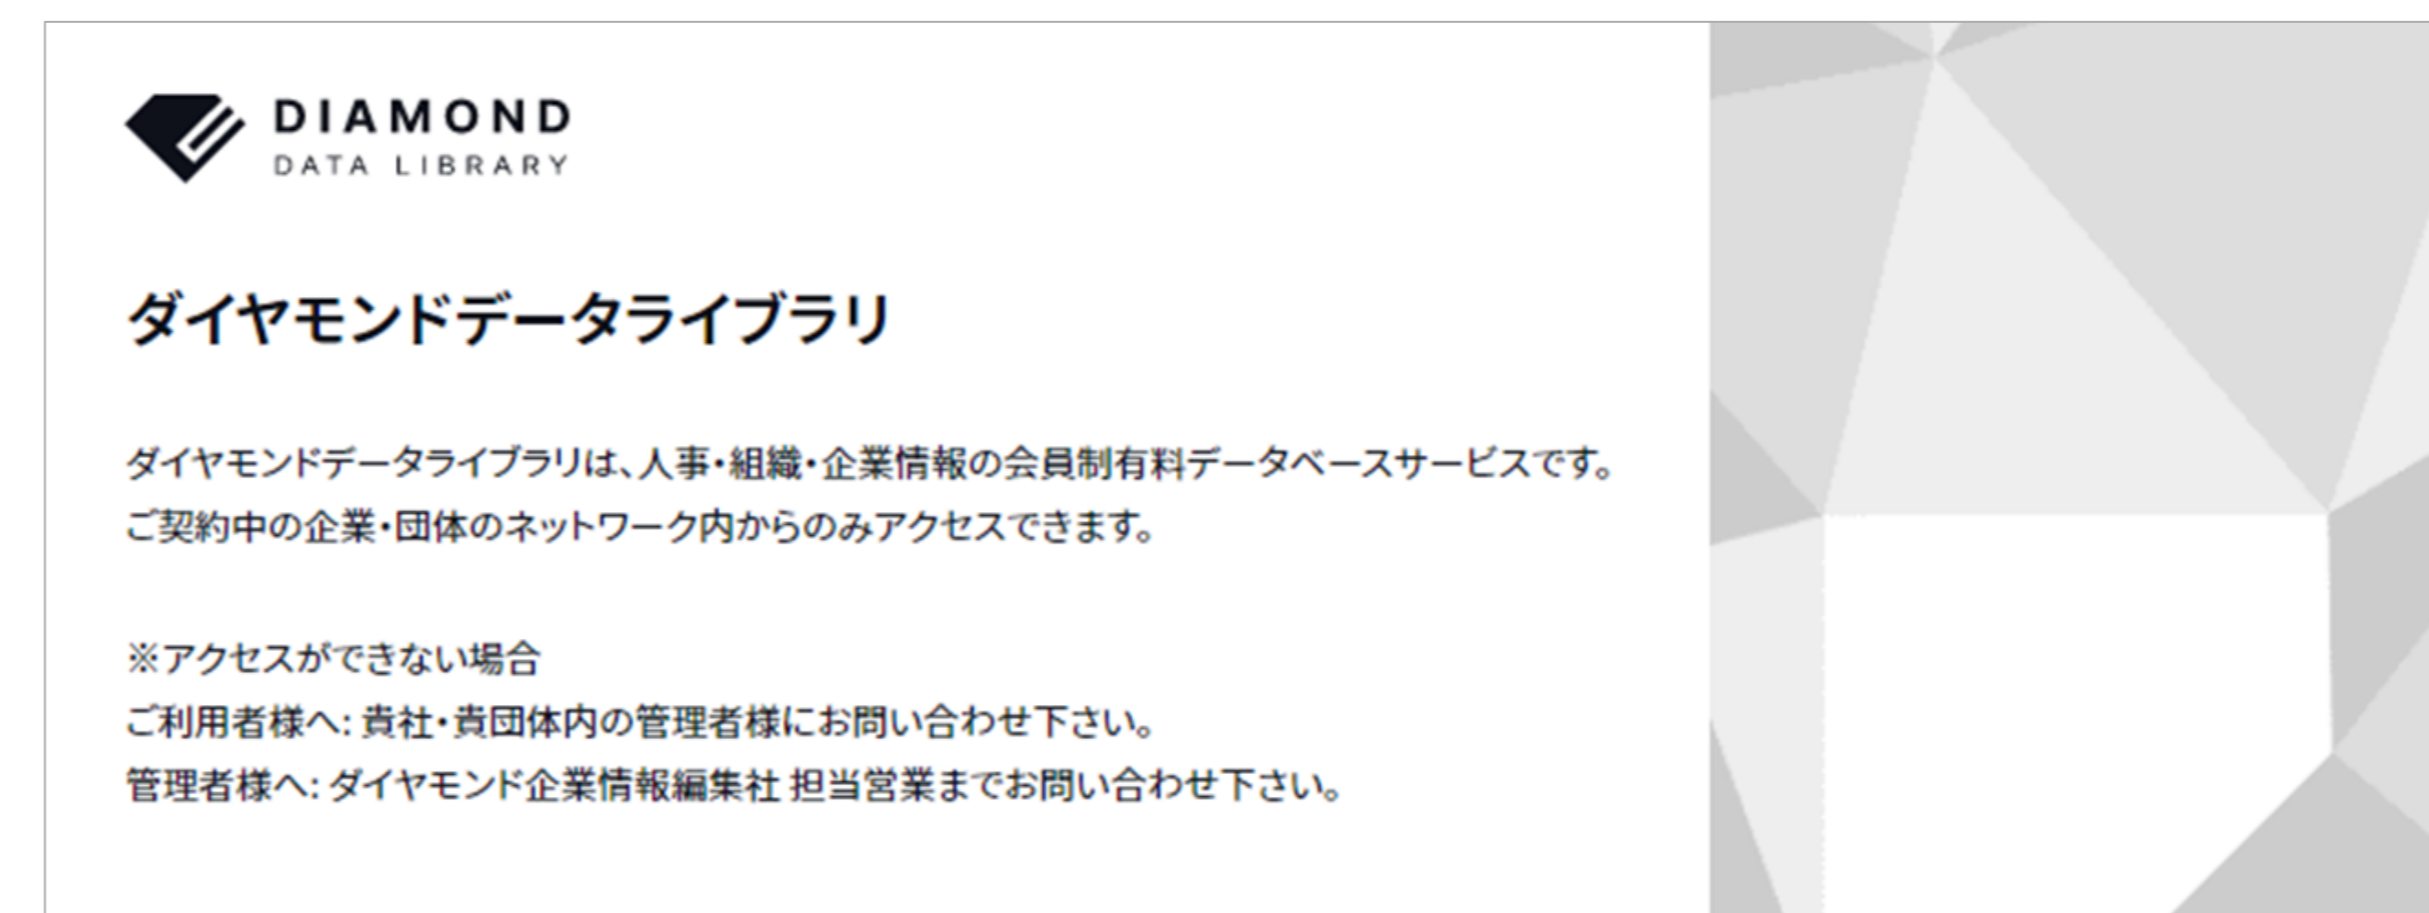 DIAMOND
DATA LIBRARY
ダイヤモンドデータライブラリ
ダイヤモンドデータライブラリは、人事・組織・企業情報の会員制有料データベースサービスです。
ご契約中の企業・団体のネットワーク内からのみアクセスできます。
※アクセスができない場合
ご利用者様へ: 貴社・貴団体内の管理者様にお問い合わせ下さい。
管理者様へ: ダイヤモンド企業情報編集社 担当営業までお問い合わせ下さい。